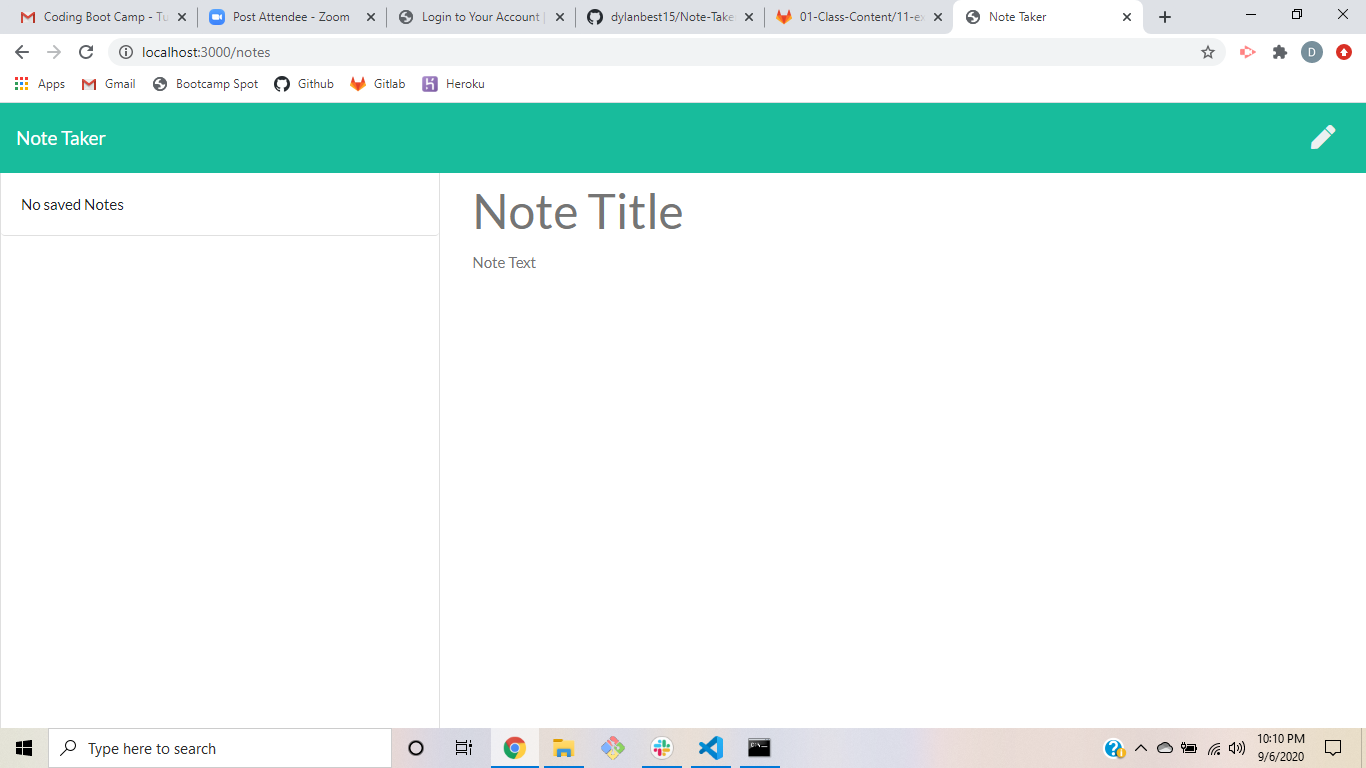 Coding Boot Camp - Tu
Post Attendee - Zoom
Login to Your Account |
dylanbest15/Note-Take
01-Class-Content/11-ex
Note Taker
localhost:3000/notes
D
Apps
Gmail
Bootcamp Spot
Github
Gitlab
Heroku
Note Taker
No saved Notes
Note Title
Note Text
Type here to search
10:10 PM
9/6/2020